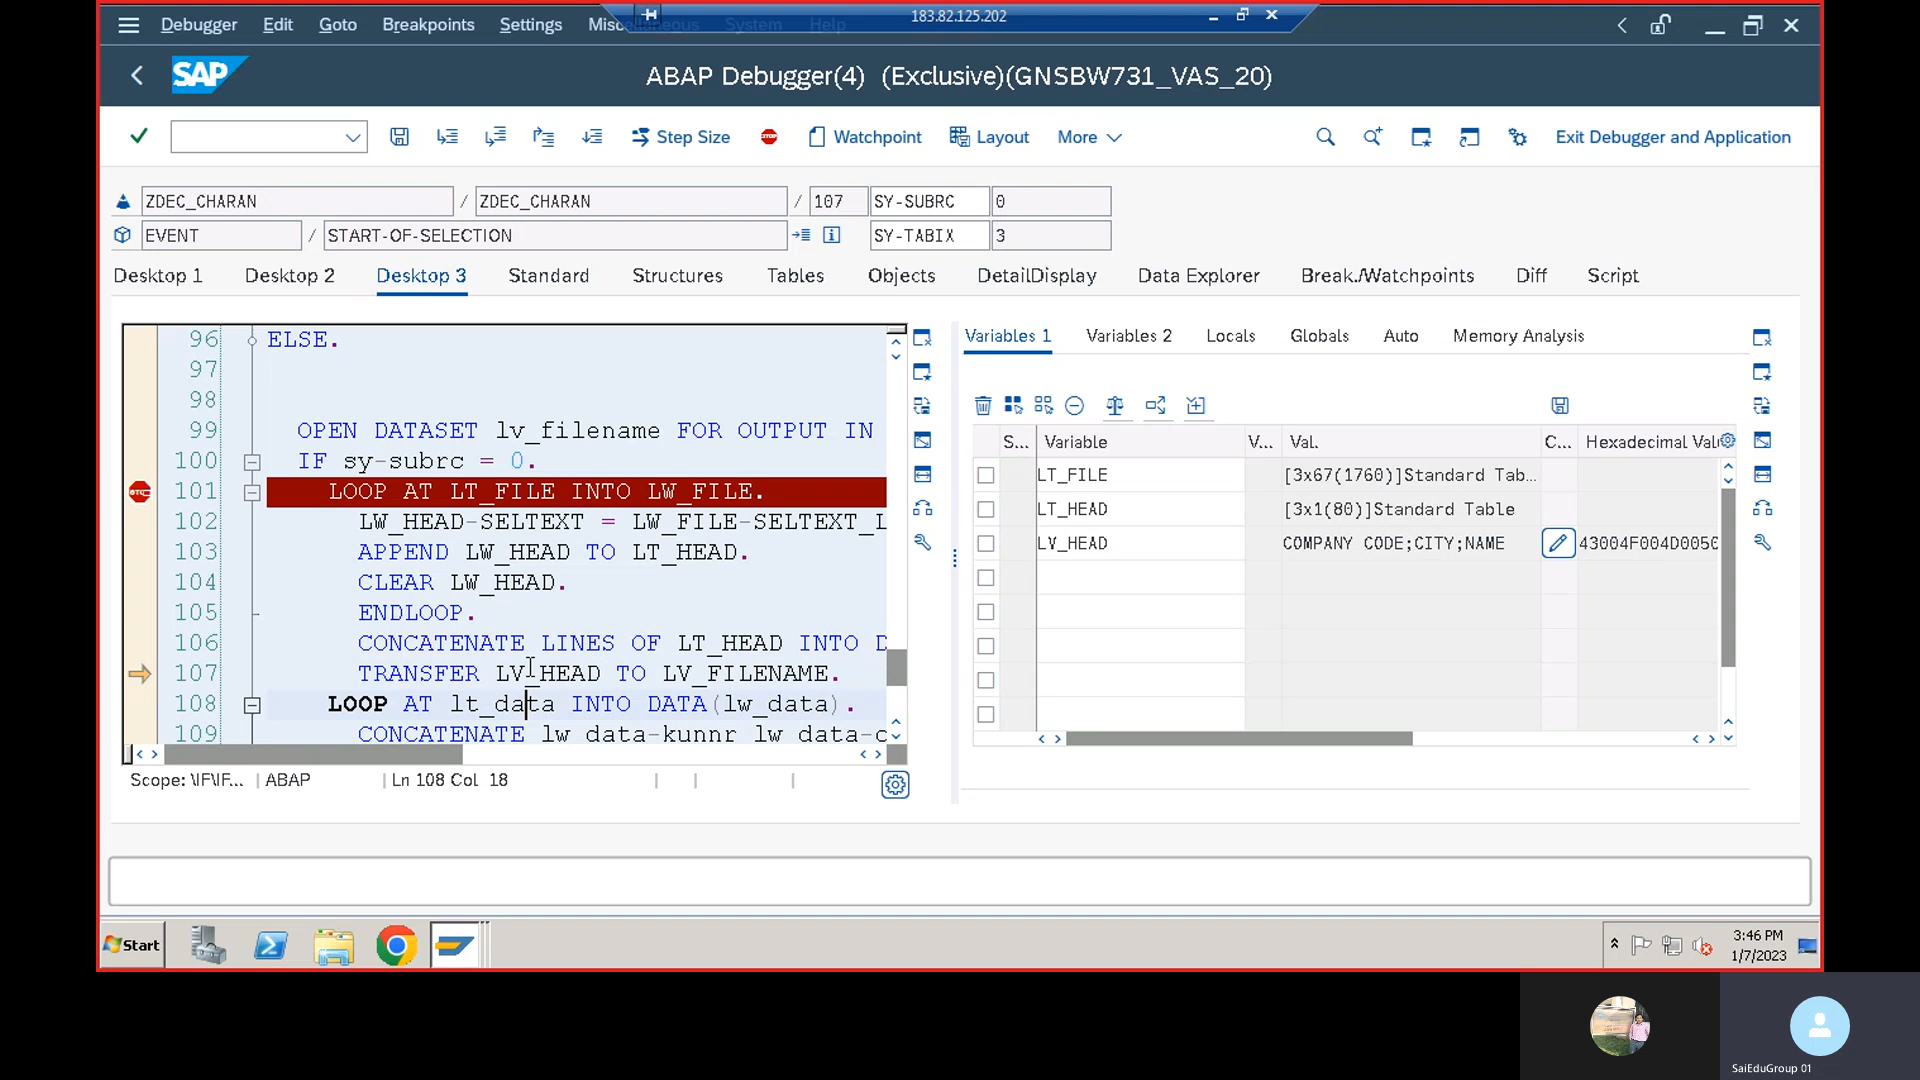 183.82.125.202
Debugger Edit Goto Breakpoints Settings Miscellaneous System Help
SAP
ABAP Debugger(4) (Exclusive)(GNSBW731_VAS_20)
Step Size Watchpoint Layout More Exit Debugger and Application
ZDEC_CHARAN / ZDEC_CHARAN / 107 SY-SUBRC 0
EVENT / START-OF-SELECTION SY-TABIX 3
Desktop 1 Desktop 2 Desktop 3 Standard Structures Tables Objects DetailDisplay Data Explorer Break./Watchpoints Diff Script
96 ELSE.
97
98
99 OPEN DATASET lv_filename FOR OUTPUT IN
100 IF sy-subrc = 0.
101 LOOP AT LT_FILE INTO LW_FILE.
102 LW_HEAD-SELTEXT = LW_FILE-SELTEXT_L
103 APPEND LW_HEAD TO LT_HEAD.
104 CLEAR LW_HEAD.
105 ENDLOOP.
106 CONCATENATE LINES OF LT_HEAD INTO D
107 TRANSFER LV_HEAD TO LV_FILENAME.
108 LOOP AT lt_data INTO DATA(lw_data).
109 CONCATENATE lw_data-kunnr lw_data-c
Scope: \IF\IF... ABAP Ln 108 Col 18
Variables 1 Variables 2 Locals Globals Auto Memory Analysis
S... Variable V... Val. C... Hexadecimal Valu
LT_FILE [3x67(1760)]Standard Tab...
LT_HEAD [3x1(80)]Standard Table
LV_HEAD COMPANY CODE;CITY;NAME 43004F004D0050
Start
3:46 PM
1/7/2023
SaiEduGroup 01